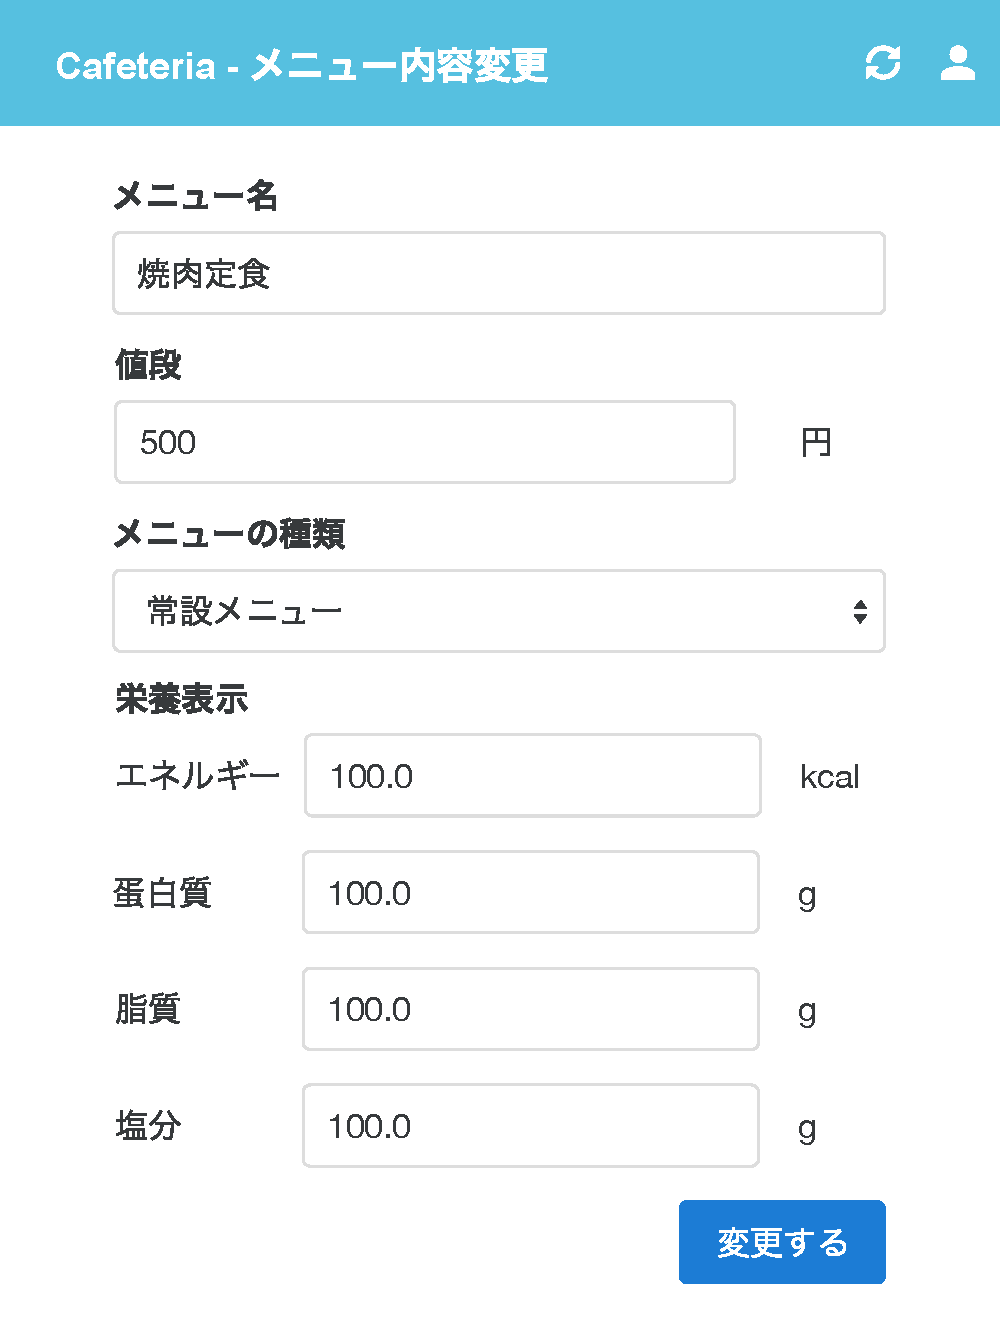 Cafeteria - メニュー内容変更
メニュー名
焼肉定食
値段
500 円
メニューの種類
常設メニュー
栄養表示
エネルギー 100.0 kcal
蛋白質 100.0 g
脂質 100.0 g
塩分 100.0 g
変更する